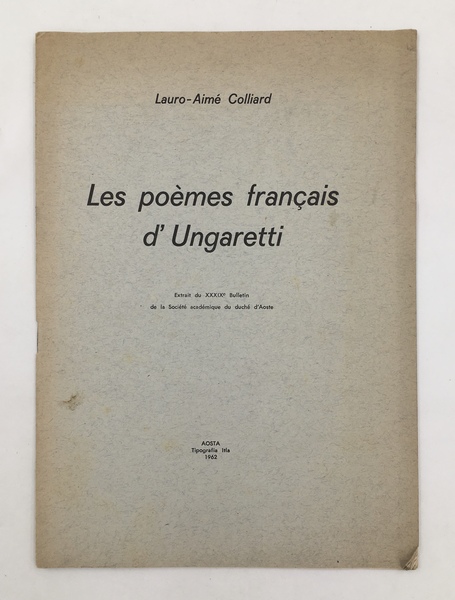 Lauro-Aimé Colliard
Les poèmes français
d'Ungaretti
Extrait du XXXIXe Bulletin
de la Société académique du duché d'Aoste
AOSTA
Tipografia Itla
1962